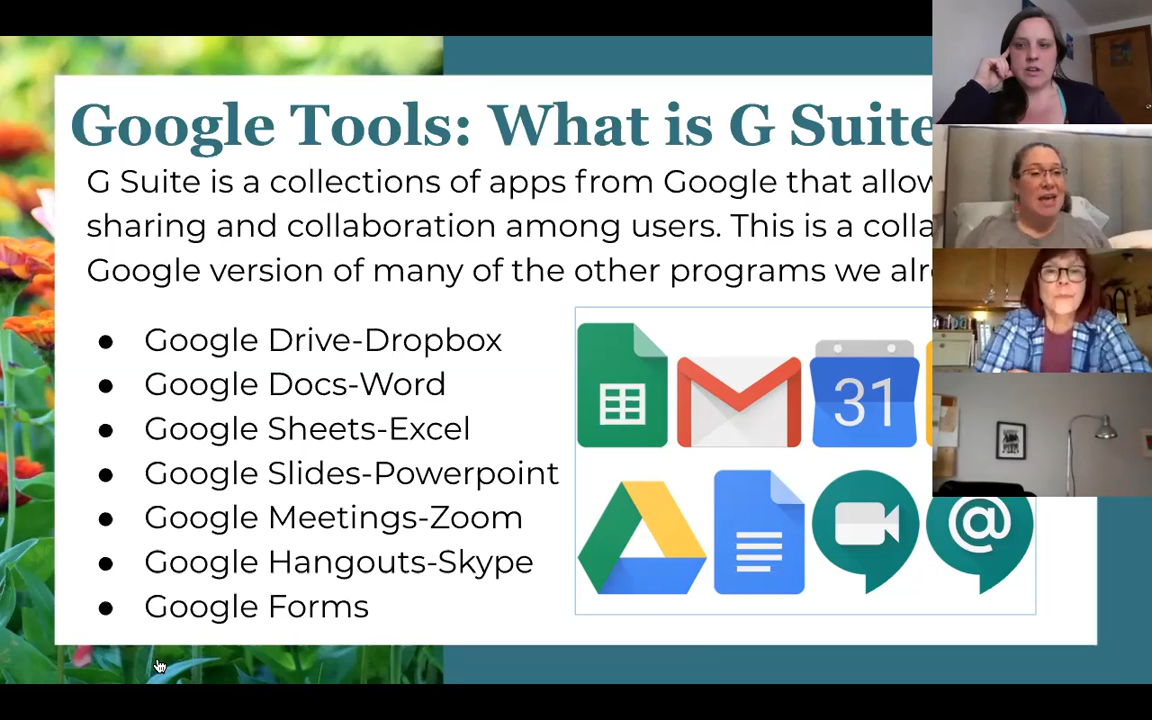 Google Tools: What is G Suite
G Suite is a collections of apps from Google that allow
sharing and collaboration among users. This is a colla
Google version of many of the other programs we alr
● Google Drive-Dropbox
● Google Docs-Word
● Google Sheets-Excel
● Google Slides-Powerpoint
● Google Meetings-Zoom
● Google Hangouts-Skype
● Google Forms
31
@